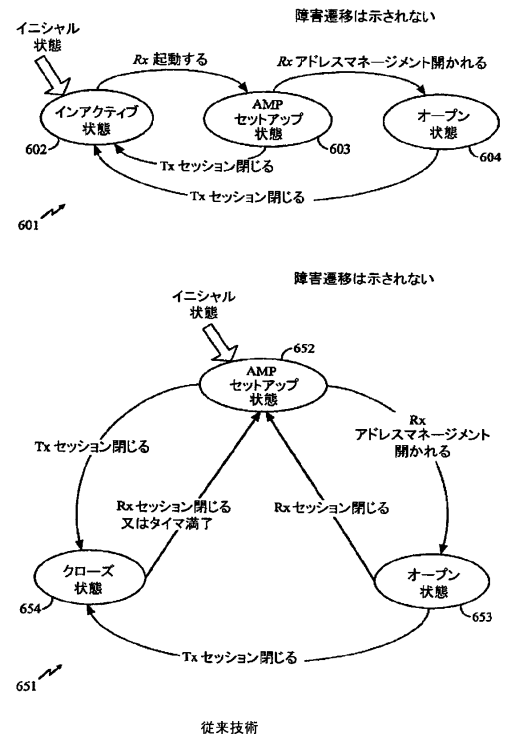 障害遷移は示されない
イニシャル
状態
Rx 起動する
Rx アドレスマネージメント開かれる
インアクティブ
状態
602
AMP
セットアップ
状態
603
オープン
状態
604
Tx セッション閉じる
Tx セッション閉じる
601
障害遷移は示されない
イニシャル
状態
652
AMP
セットアップ
状態
Rx
アドレスマネージメント
開かれる
Tx セッション閉じる
Rx セッション閉じる
又はタイマ満了
Rx セッション閉じる
クローズ
状態
654
オープン
状態
653
Tx セッション閉じる
651
従来技術